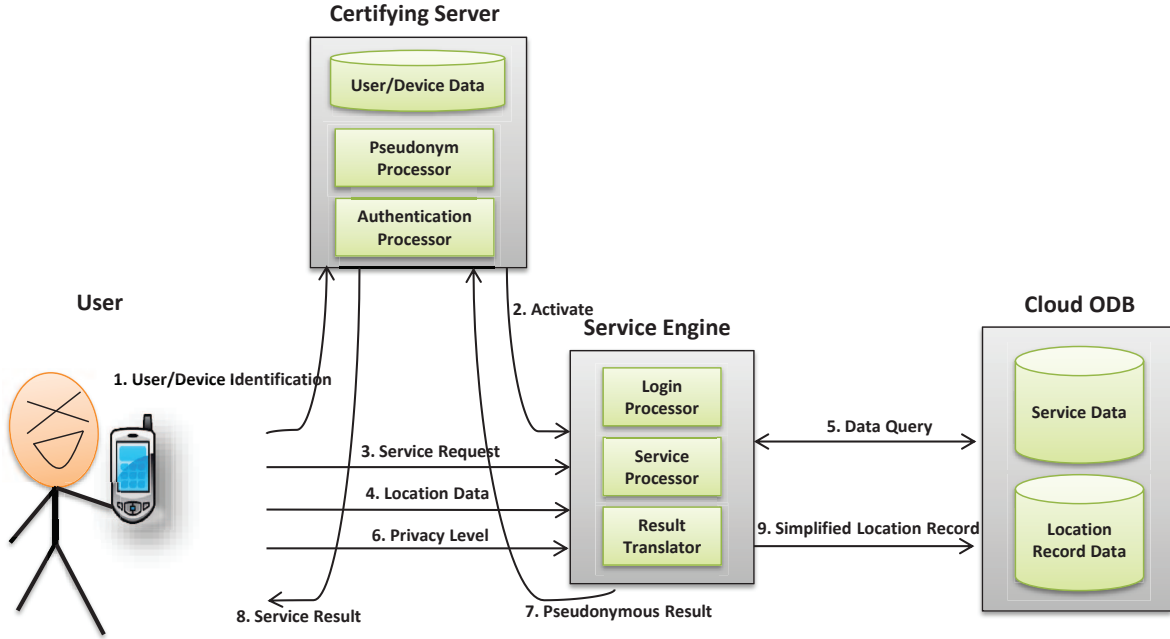 Certifying Server
User/Device Data
Pseudonym
Processor
Authentication
Processor
User
2. Activate
Service Engine
Cloud ODB
1. User/Device Identification
Login
Processor
Service Data
3. Service Request
5. Data Query
Service
Processor
4. Location Data
6. Privacy Level
Result
Translator
9. Simplified Location Record
Location
Record Data
8. Service Result
7. Pseudonymous Result